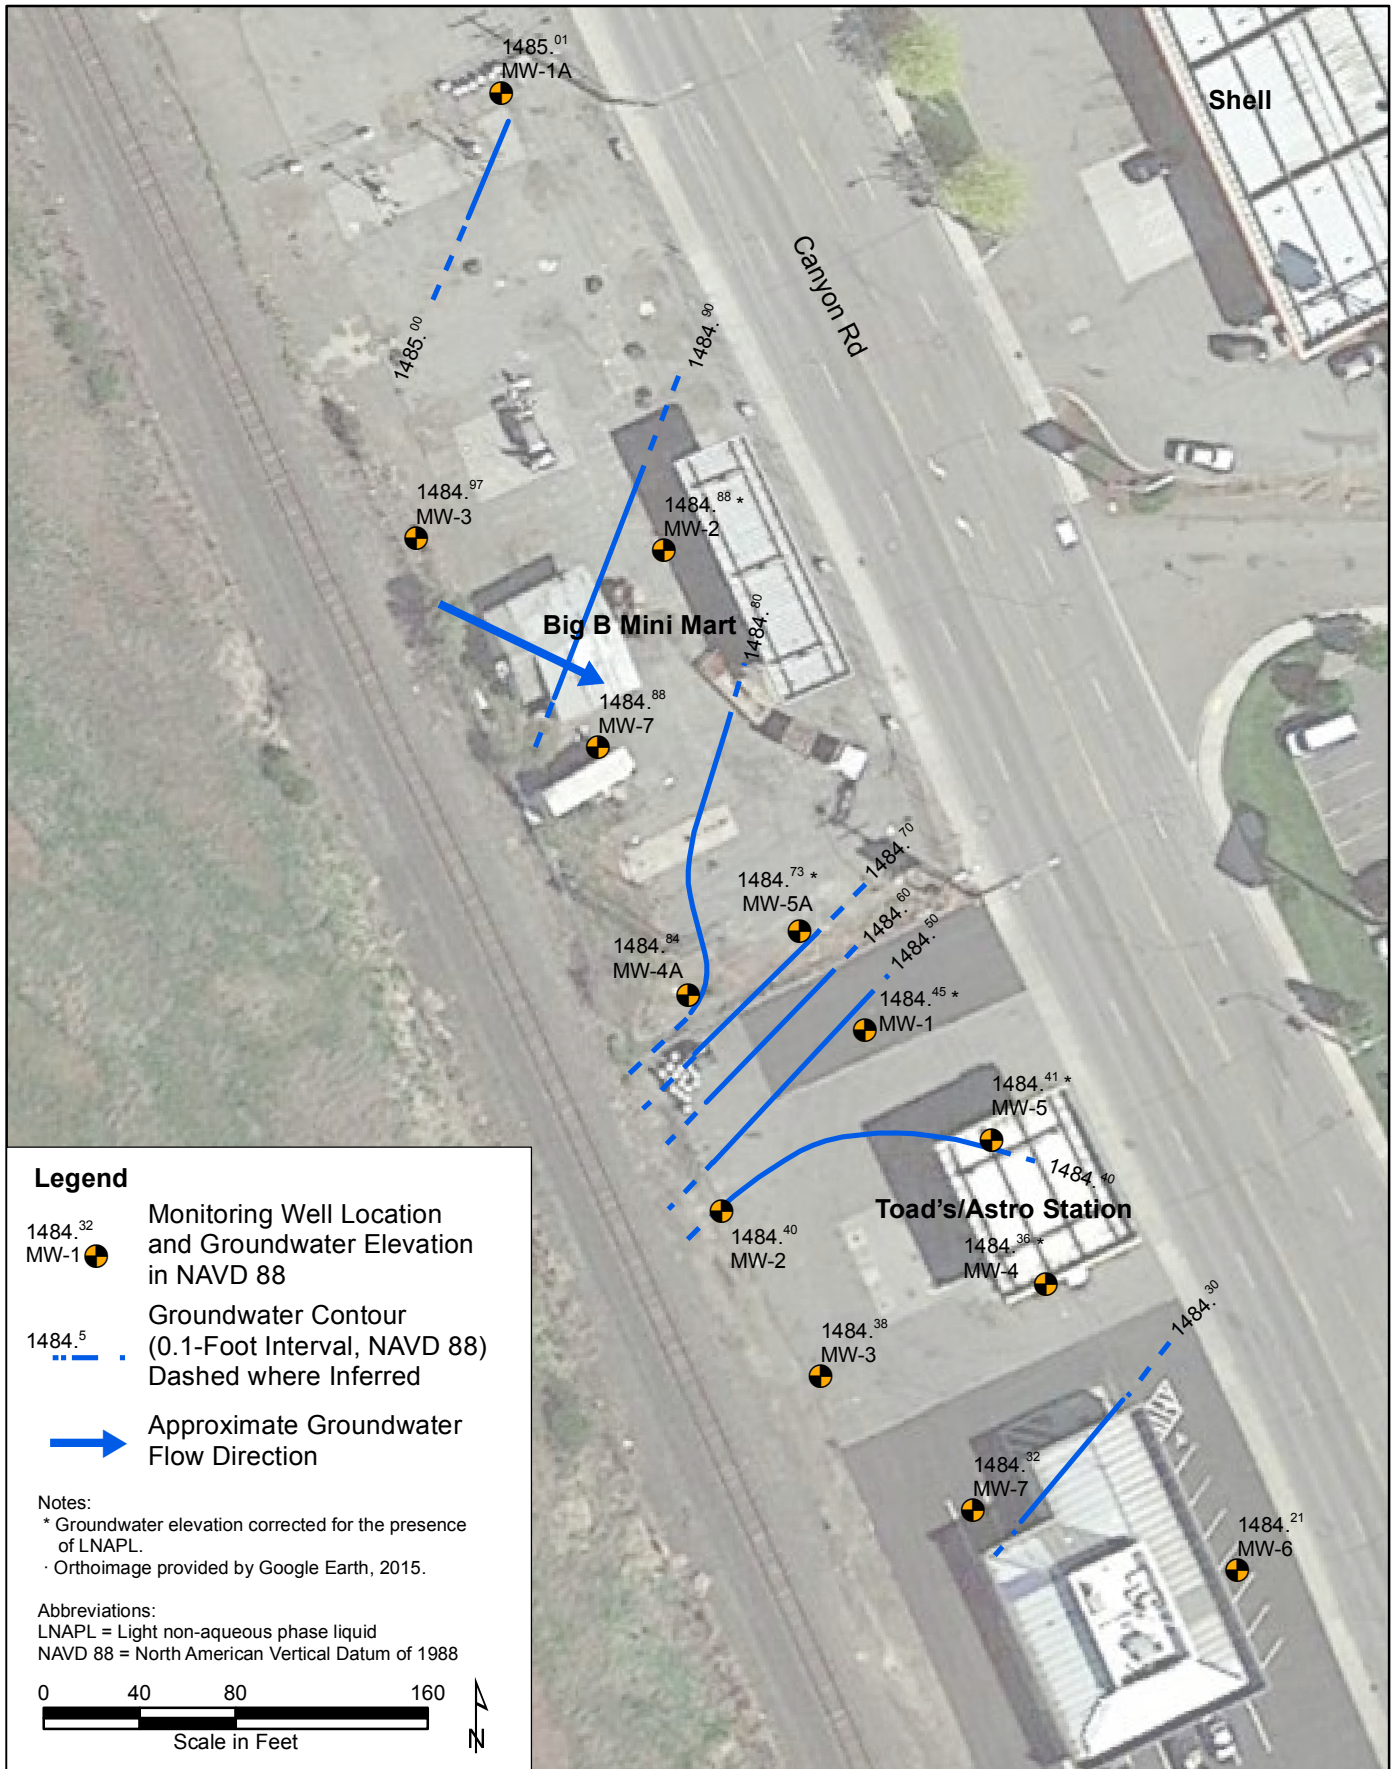 1485.01
MW-1A
Shell
Canyon Rd
1485.00
1484.90
1484.97
MW-3
1484.88 *
MW-2
Big B Mini Mart
1484.80
1484.88
MW-7
1484.70
1484.73 *
MW-5A
1484.60
1484.50
1484.84
MW-4A
1484.45 *
MW-1
1484.41 *
MW-5
1484.40
Toad's/Astro Station
1484.40
MW-2
1484.36 *
MW-4
1484.30
1484.38
MW-3
1484.32
MW-7
1484.21
MW-6
Legend
1484.32
MW-1
Monitoring Well Location
and Groundwater Elevation
in NAVD 88
1484.5
Groundwater Contour
(0.1-Foot Interval, NAVD 88)
Dashed where Inferred
Approximate Groundwater
Flow Direction
Notes:
* Groundwater elevation corrected for the presence
of LNAPL.
· Orthoimage provided by Google Earth, 2015.
Abbreviations:
LNAPL = Light non-aqueous phase liquid
NAVD 88 = North American Vertical Datum of 1988
0 40 80 160
Scale in Feet
N